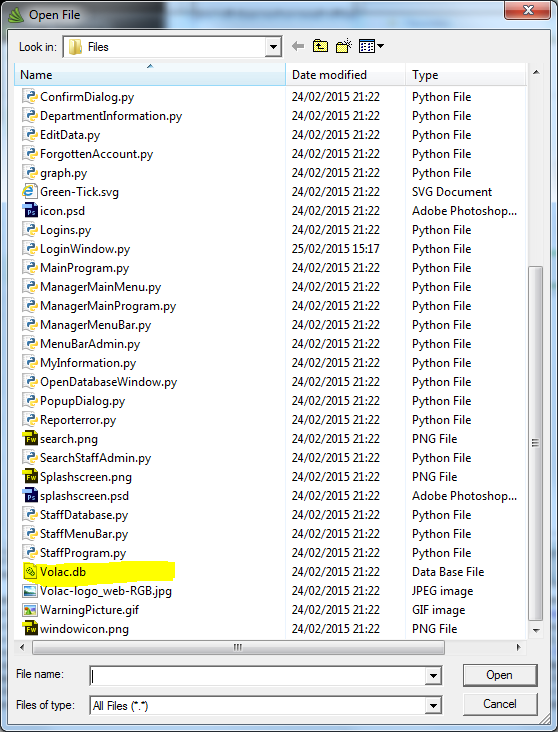 Open File
Look in: Files
Name Date modified Type
ConfirmDialog.py 24/02/2015 21:22 Python File
DepartmentInformation.py 24/02/2015 21:22 Python File
EditData.py 24/02/2015 21:22 Python File
ForgottenAccount.py 24/02/2015 21:22 Python File
graph.py 24/02/2015 21:22 Python File
Green-Tick.svg 24/02/2015 21:22 SVG Document
icon.psd 24/02/2015 21:22 Adobe Photoshop...
Logins.py 24/02/2015 21:22 Python File
LoginWindow.py 25/02/2015 15:17 Python File
MainProgram.py 24/02/2015 21:22 Python File
ManagerMainMenu.py 24/02/2015 21:22 Python File
ManagerMainProgram.py 24/02/2015 21:22 Python File
ManagerMenuBar.py 24/02/2015 21:22 Python File
MenuBarAdmin.py 24/02/2015 21:22 Python File
MyInformation.py 24/02/2015 21:22 Python File
OpenDatabaseWindow.py 24/02/2015 21:22 Python File
PopupDialog.py 24/02/2015 21:22 Python File
Reporterror.py 24/02/2015 21:22 Python File
search.png 24/02/2015 21:22 PNG File
SearchStaffAdmin.py 24/02/2015 21:22 Python File
Splashscreen.png 24/02/2015 21:22 PNG File
splashscreen.psd 24/02/2015 21:22 Adobe Photoshop...
StaffDatabase.py 24/02/2015 21:22 Python File
StaffMenuBar.py 24/02/2015 21:22 Python File
StaffProgram.py 24/02/2015 21:22 Python File
Volac.db 24/02/2015 21:22 Data Base File
Volac-logo_web-RGB.jpg 24/02/2015 21:22 JPEG image
WarningPicture.gif 24/02/2015 21:22 GIF image
windowicon.png 24/02/2015 21:22 PNG File
File name: Open
Files of type: All Files (*.*) Cancel